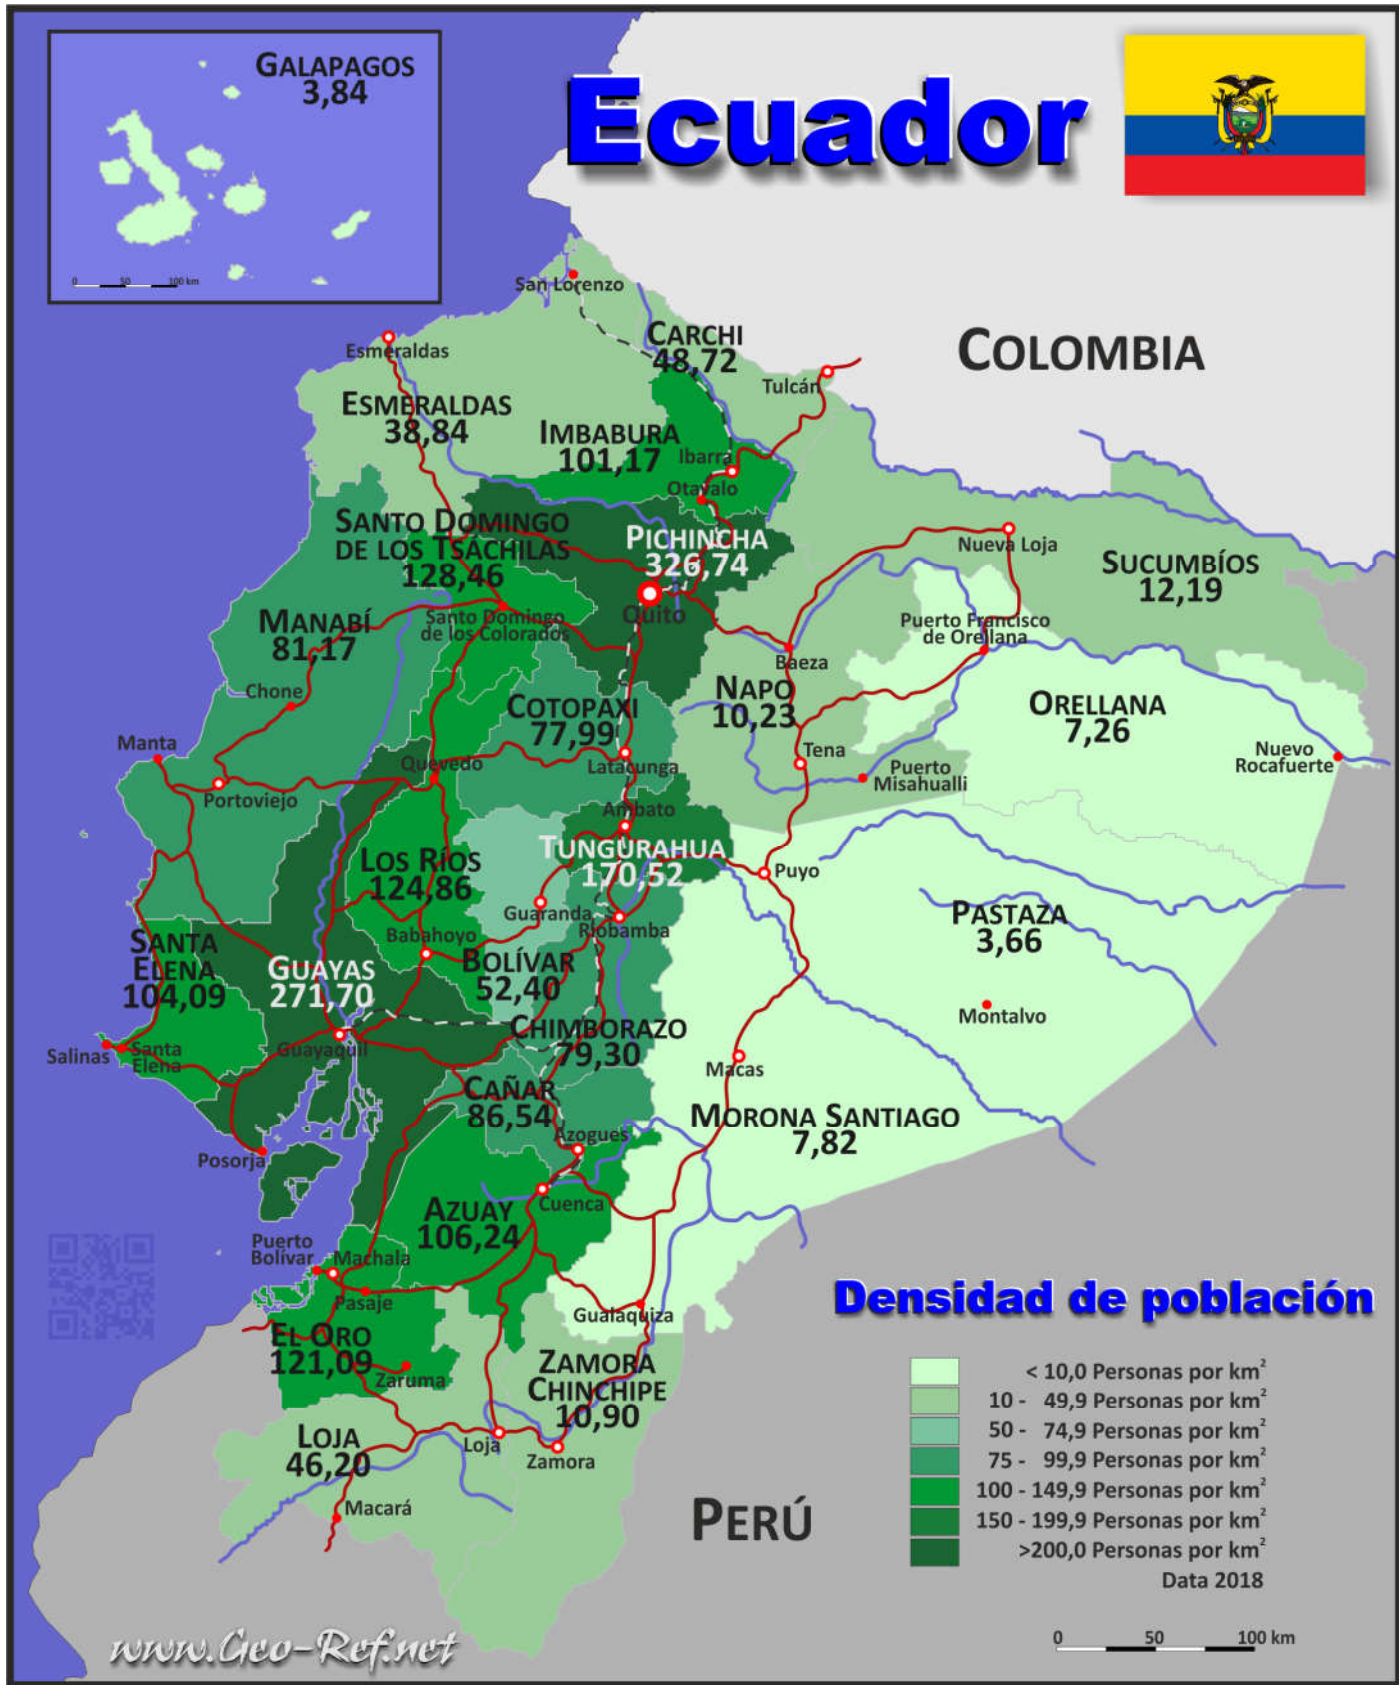 GALAPAGOS
3,84
0 50 100 km
Ecuador
San Lorenzo
COLOMBIA
CARCHI
48,72
Esmeraldas
Tulcán
ESMERALDAS
38,84
IMBABURA
101,17
Ibarra
Otavalo
SANTO DOMINGO
DE LOS TSÁCHILAS
128,46
PICHINCHA
326,74
Nueva Loja
SUCUMBÍOS
12,19
Quito
Santo Domingo
de los Colorados
MANABÍ
81,17
Puerto Francisco
de Orellana
Baeza
Chone
COTOPAXI
77,99
NAPO
10,23
ORELLANA
7,26
Manta
Quevedo
Latacunga
Tena
Nuevo
Rocafuerte
Portoviejo
Puerto
Misahualli
Ambato
TUNGURAHUA
170,52
LOS RÍOS
124,86
Puyo
Guaranda
Riobamba
PASTAZA
3,66
Babahoyo
SANTA
ELENA
104,09
GUAYAS
271,70
BOLÍVAR
52,40
Montalvo
CHIMBORAZO
79,30
Salinas
Santa
Elena
Guayaquil
Macas
CAÑAR
86,54
MORONA SANTIAGO
7,82
Azogues
Posorja
Cuenca
AZUAY
106,24
Puerto
Bolívar
Machala
Pasaje
Gualaquiza
EL ORO
121,09
Zaruma
ZAMORA
CHINCHIPE
10,90
LOJA
46,20
Loja
Zamora
Macará
PERÚ
Densidad de población
< 10,0 Personas por km²
10 - 49,9 Personas por km²
50 - 74,9 Personas por km²
75 - 99,9 Personas por km²
100 - 149,9 Personas por km²
150 - 199,9 Personas por km²
>200,0 Personas por km²
Data 2018
0 50 100 km
www.Geo-Ref.net